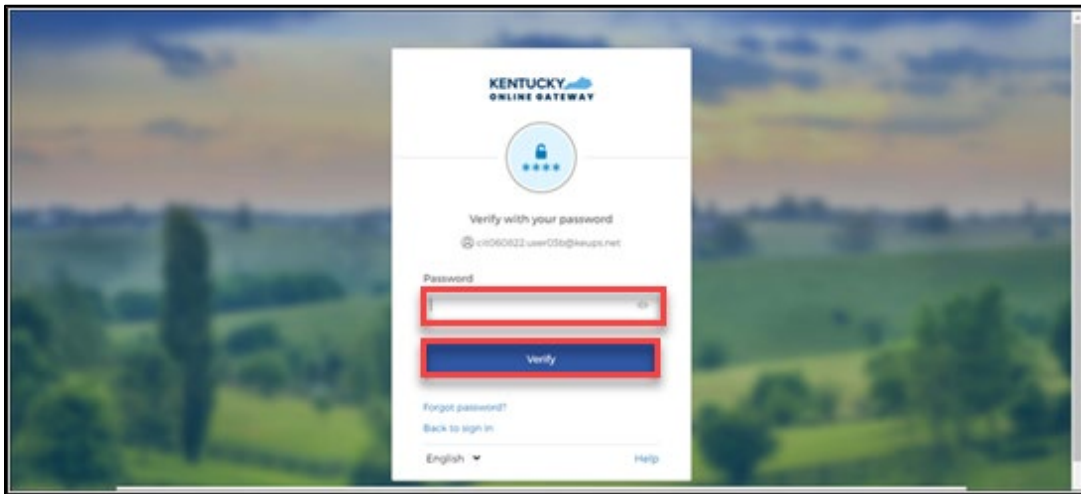 KENTUCKY
ONLINE GATEWAY
Verify with your password
cit060822.user03b@keups.net
Password
Verify
Forgot password?
Back to sign in
English
Help